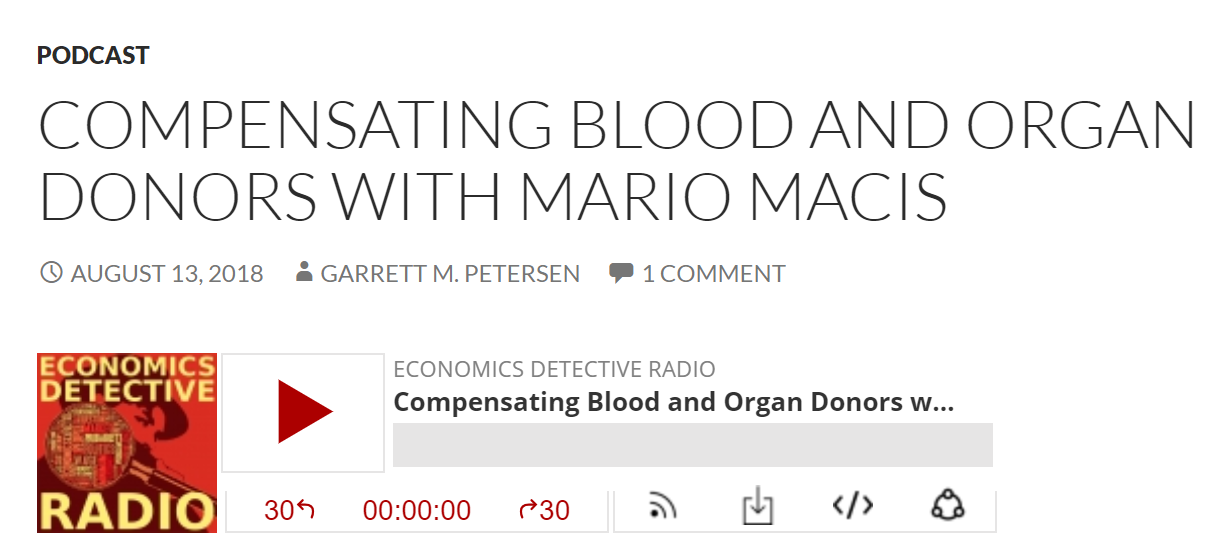 PODCAST
COMPENSATING BLOOD AND ORGAN
DONORS WITH MARIO MACIS
AUGUST 13, 2018 GARRETT M. PETERSEN 1 COMMENT
ECONOMICS
DETECTIVE
RADIO
ECONOMICS DETECTIVE RADIO
Compensating Blood and Organ Donors w...
30 00:00:00 30